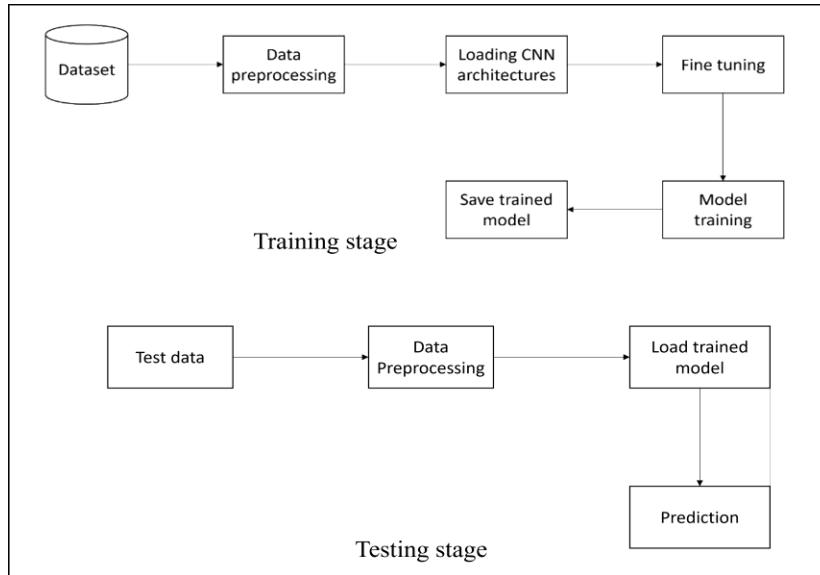 Dataset
Data
preprocessing
Loading CNN
architectures
Fine tuning
Save trained
model
Model
training
Training stage
Test data
Data
Preprocessing
Load trained
model
Prediction
Testing stage